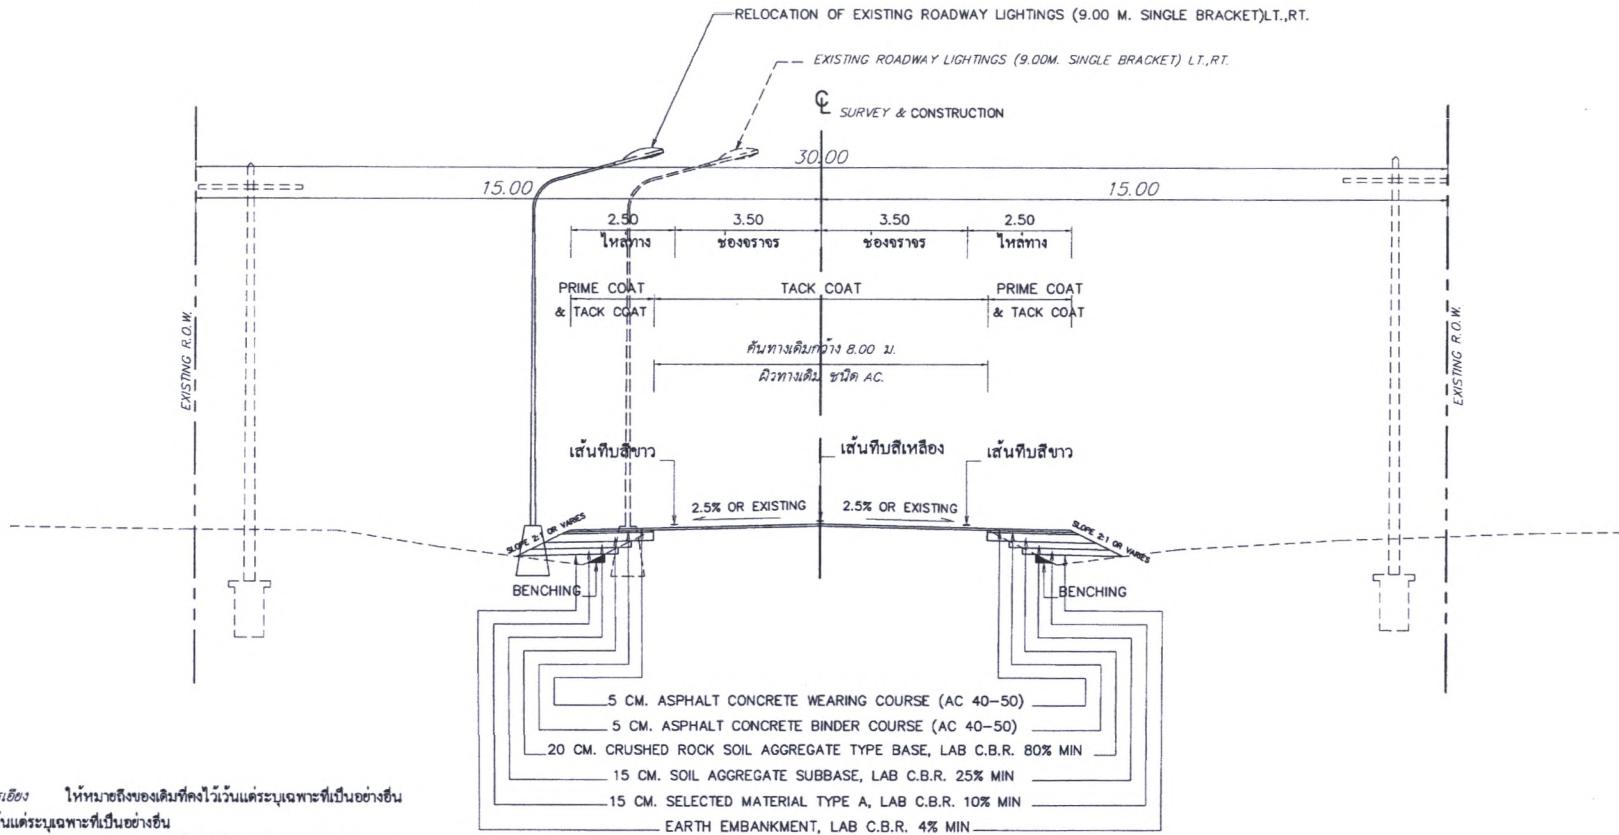 RELOCATION OF EXISTING ROADWAY LIGHTINGS (9.00 M. SINGLE BRACKET)LT.,RT.
EXISTING ROADWAY LIGHTINGS (9.00M. SINGLE BRACKET) LT.,RT.
℄ SURVEY & CONSTRUCTION
30.00
15.00 15.00
2.50 3.50 3.50 2.50
ไหล่ทาง ช่องจราจร ช่องจราจร ไหล่ทาง
PRIME COAT TACK COAT PRIME COAT
& TACK COAT & TACK COAT
คันทางเดิมกว้าง 8.00 ม.
ผิวทางเดิม ชนิด AC.
EXISTING R.O.W.
EXISTING R.O.W.
เส้นทึบสีขาว เส้นทึบสีเหลือง เส้นทึบสีขาว
2.5% OR EXISTING 2.5% OR EXISTING
SLOPE 2:1 OR VARIES SLOPE 2:1 OR VARIES
BENCHING BENCHING
5 CM. ASPHALT CONCRETE WEARING COURSE (AC 40-50)
5 CM. ASPHALT CONCRETE BINDER COURSE (AC 40-50)
20 CM. CRUSHED ROCK SOIL AGGREGATE TYPE BASE, LAB C.B.R. 80% MIN
15 CM. SOIL AGGREGATE SUBBASE, LAB C.B.R. 25% MIN
15 CM. SELECTED MATERIAL TYPE A, LAB C.B.R. 10% MIN
EARTH EMBANKMENT, LAB C.B.R. 4% MIN
ให้หมายถึงของเดิมที่คงไว้เว้นแต่ระบุเฉพาะที่เป็นอย่างอื่น
ระบุเฉพาะที่เป็นอย่างอื่น